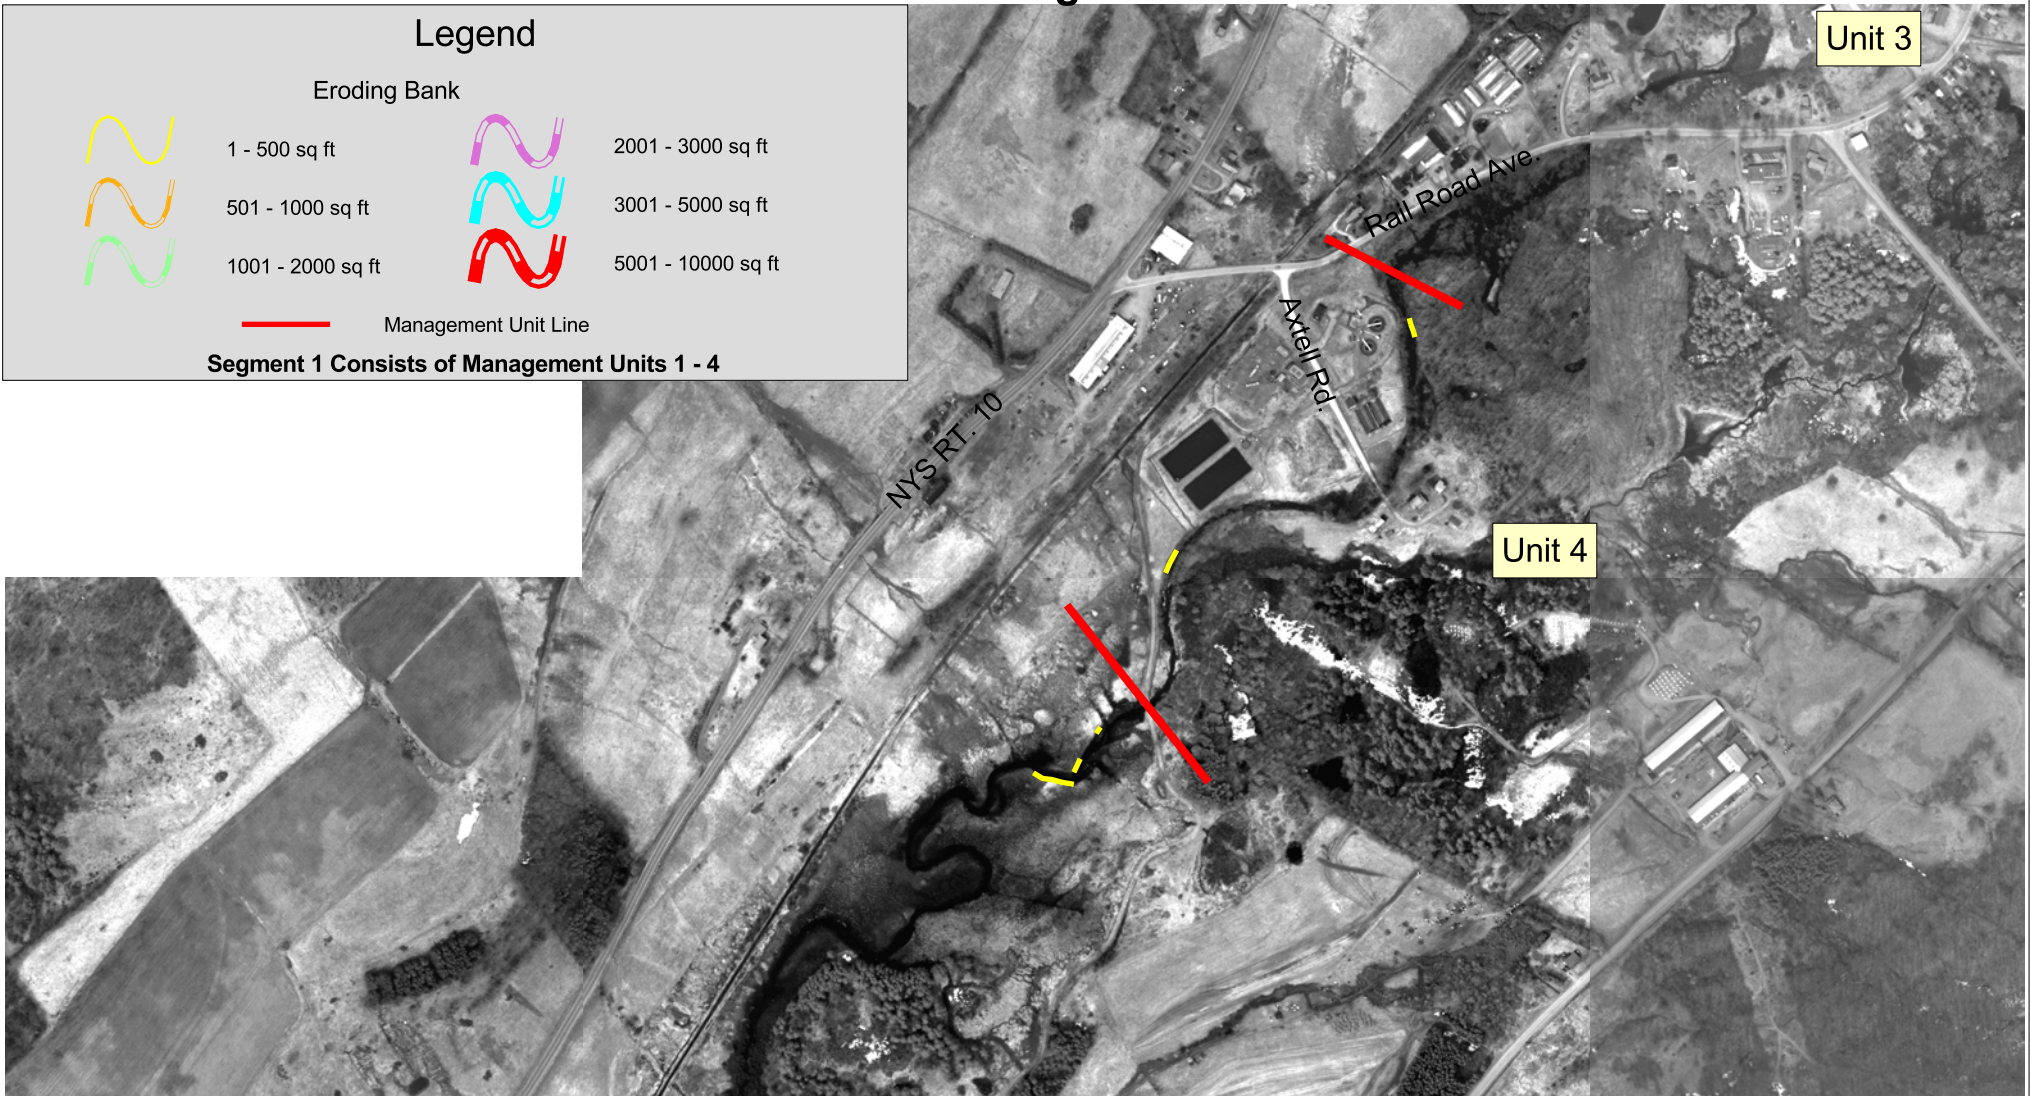 Legend
Eroding Bank
1 - 500 sq ft
2001 - 3000 sq ft
501 - 1000 sq ft
3001 - 5000 sq ft
1001 - 2000 sq ft
5001 - 10000 sq ft
Management Unit Line
Segment 1 Consists of Management Units 1 - 4
Unit 3
Rail Road Ave.
Axtell Rd.
NYS RT. 10
Unit 4